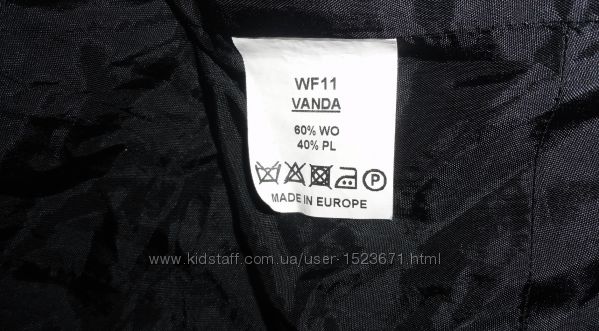 WF11
VANDA
60% WO
40% PL
P
MADE IN EUROPE
www.kidstaff.com.ua/user-1523671.html